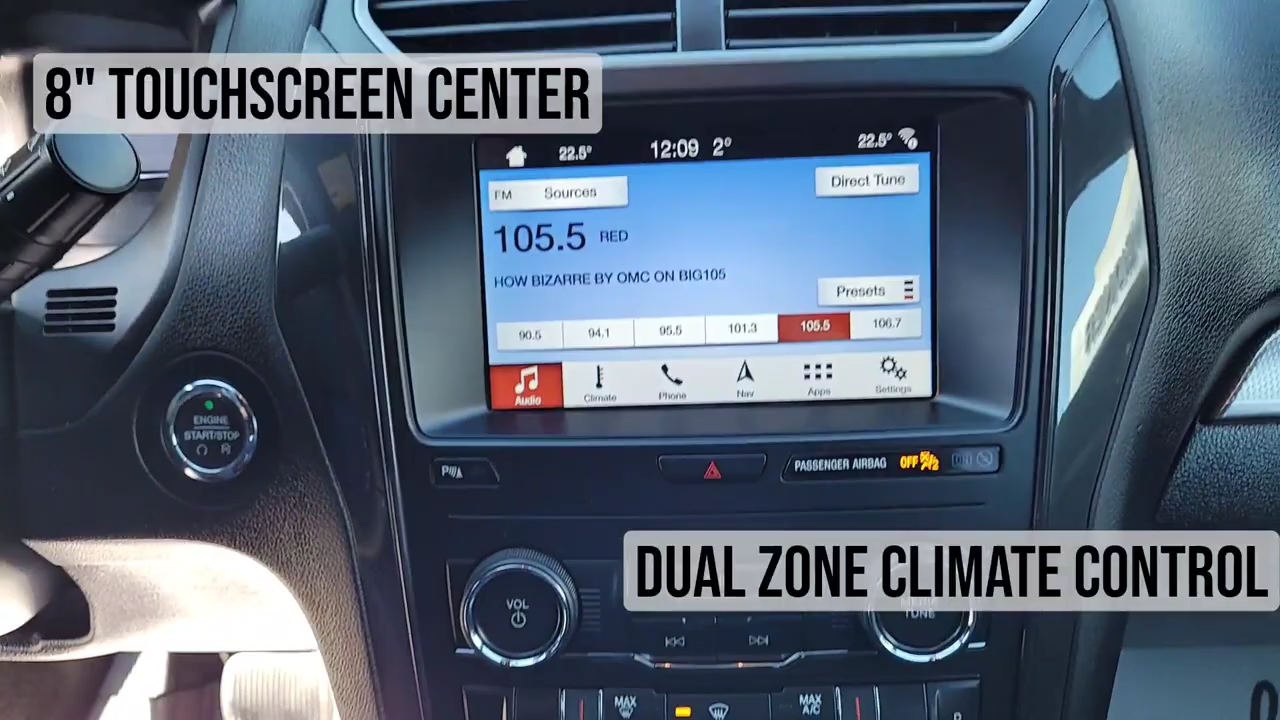 8" TOUCHSCREEN CENTER
22.5° 12:09 2° 22.5°
FM Sources
Direct Tune
105.5 RED
HOW BIZARRE BY OMC ON BIG105
Presets
90.5 94.1 95.5 101.3 105.5 106.7
Audio Climate Phone Nav Apps Settings
ENGINE
START/STOP
PASSENGER AIRBAG OFF
DUAL ZONE CLIMATE CONTROL
VOL
TUNE
MAX
MAX
A/C